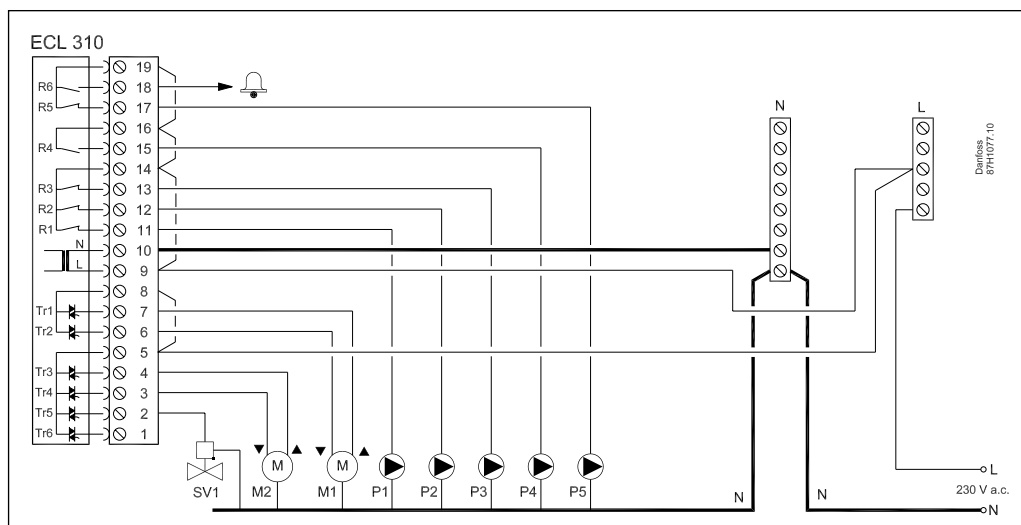 ECL 310
19
R6 18
R5 17
16
R4 15
14
R3 13
R2 12
R1 11
N 10
L 9
8
Tr1 7
Tr2 6
5
Tr3 4
Tr4 3
Tr5 2
Tr6 1
N
L
Danfoss
87H1077.10
M
M
SV1 M2 M1 P1 P2 P3 P4 P5
N
N
L
230 V a.c.
N